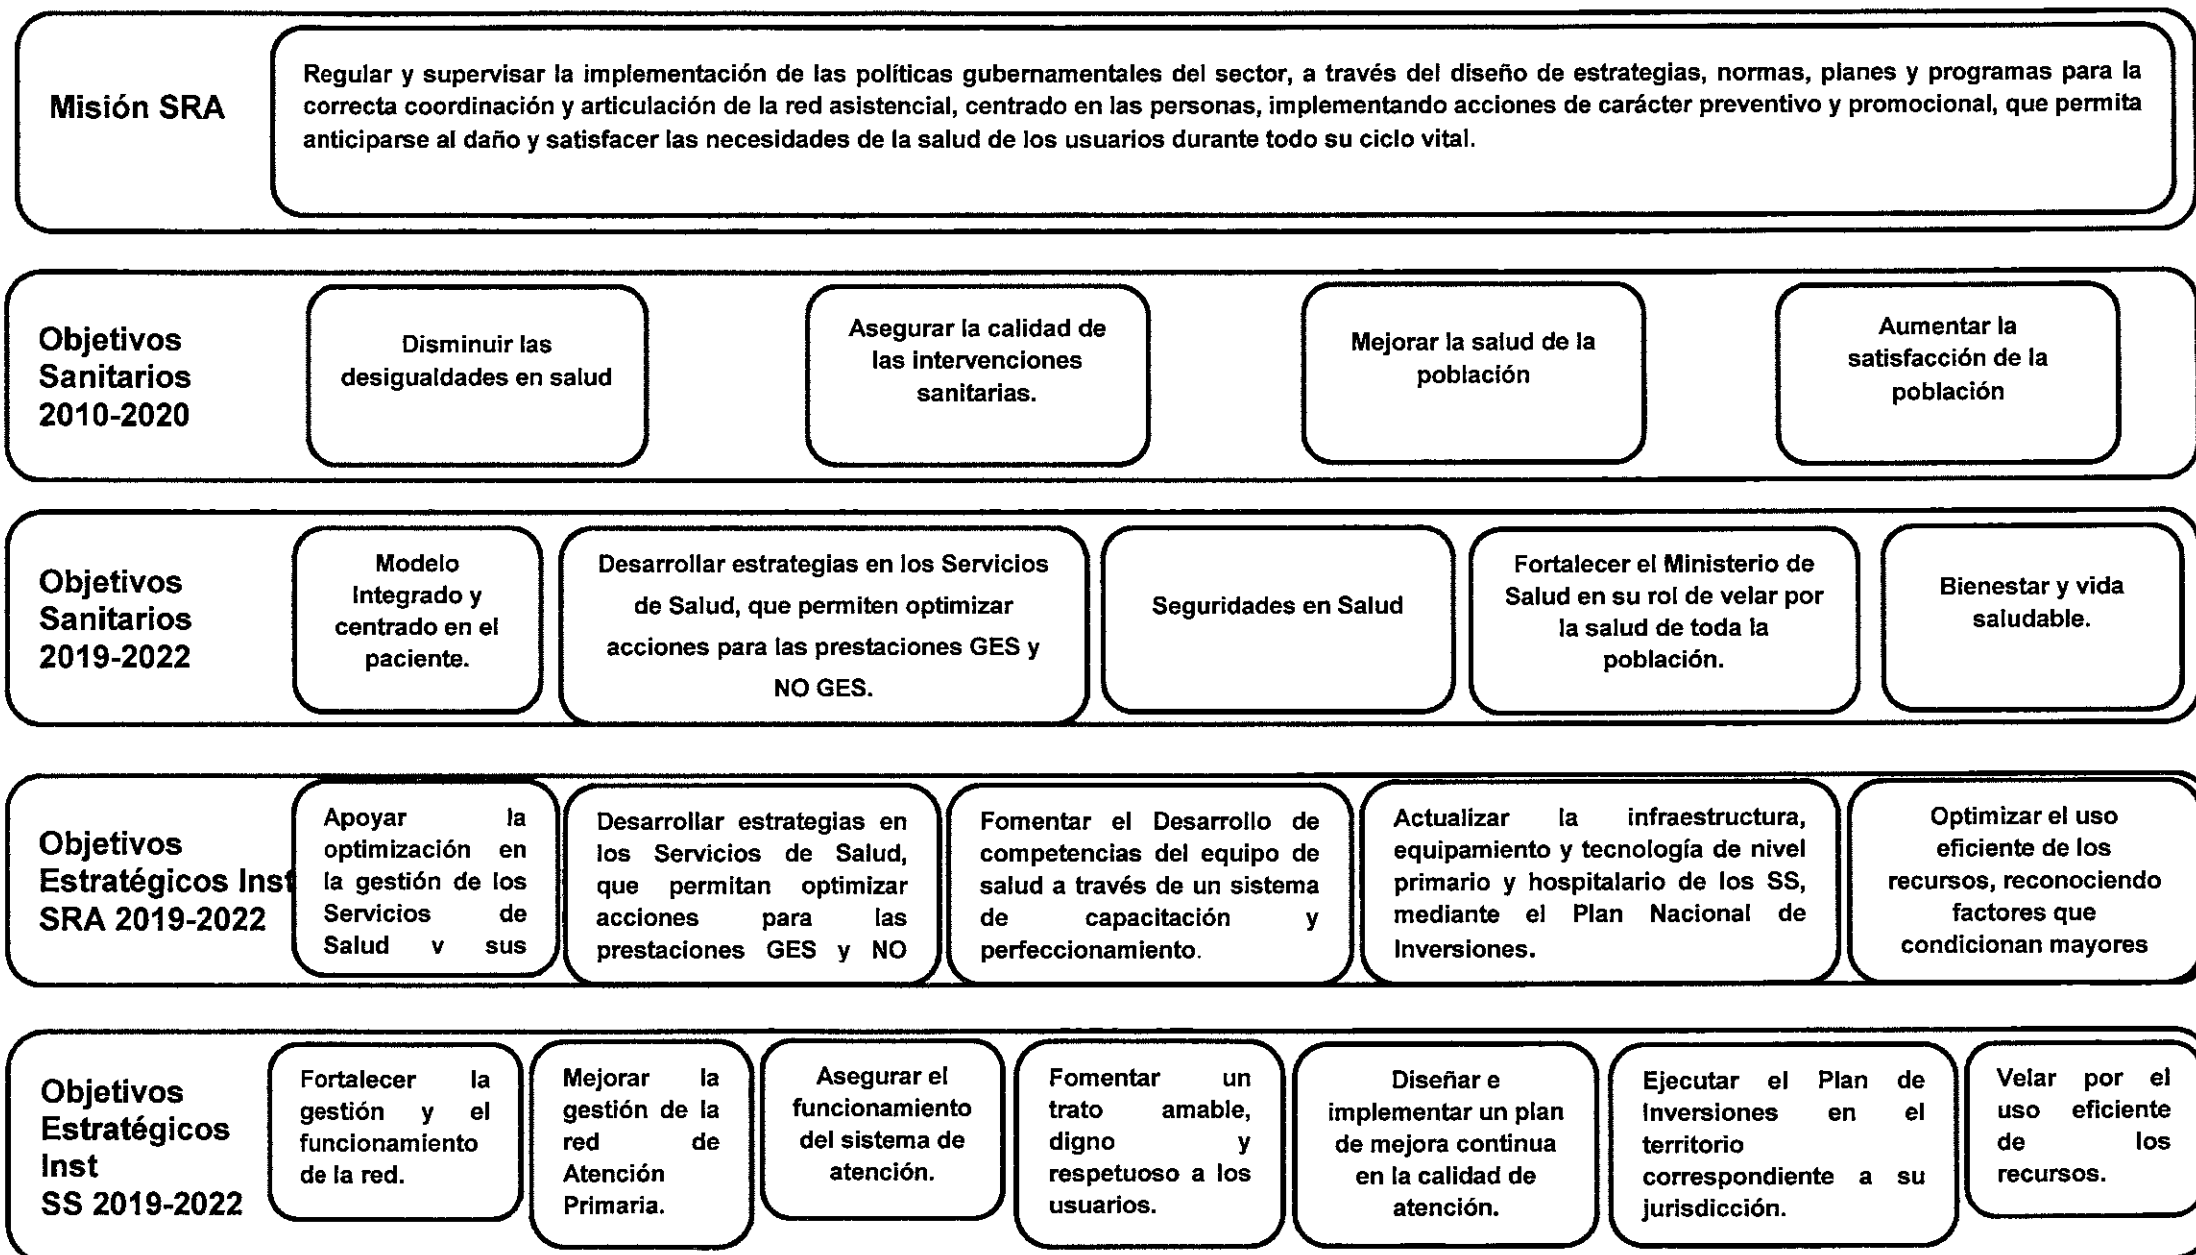 Misión SRA
Regular y supervisar la implementación de las políticas gubernamentales del sector, a través del diseño de estrategias, normas, planes y programas para la
correcta coordinación y articulación de la red asistencial, centrado en las personas, implementando acciones de carácter preventivo y promocional, que permita
anticiparse al daño y satisfacer las necesidades de la salud de los usuarios durante todo su ciclo vital.
Objetivos
Sanitarios
2010-2020
Disminuir las
desigualdades en salud
Asegurar la calidad de
las intervenciones
sanitarias.
Mejorar la salud de la
población
Aumentar la
satisfacción de la
población
Objetivos
Sanitarios
2019-2022
Modelo
Integrado y
centrado en el
paciente.
Desarrollar estrategias en los Servicios
de Salud, que permiten optimizar
acciones para las prestaciones GES y
NO GES.
Seguridades en Salud
Fortalecer el Ministerio de
Salud en su rol de velar por
la salud de toda la
población.
Bienestar y vida
saludable.
Objetivos
Estratégicos Inst
SRA 2019-2022
Apoyar la
optimización en
la gestión de los
Servicios de
Salud y sus
Desarrollar estrategias en
los Servicios de Salud,
que permitan optimizar
acciones para las
prestaciones GES y NO
Fomentar el Desarrollo de
competencias del equipo de
salud a través de un sistema
de capacitación y
perfeccionamiento.
Actualizar la infraestructura,
equipamiento y tecnología de nivel
primario y hospitalario de los SS,
mediante el Plan Nacional de
Inversiones.
Optimizar el uso
eficiente de los
recursos, reconociendo
factores que
condicionan mayores
Objetivos
Estratégicos
Inst
SS 2019-2022
Fortalecer la
gestión y el
funcionamiento
de la red.
Mejorar la
gestión de la
red de
Atención
Primaria.
Asegurar el
funcionamiento
del sistema de
atención.
Fomentar un
trato amable,
digno y
respetuoso a los
usuarios.
Diseñar e
implementar un plan
de mejora continua
en la calidad de
atención.
Ejecutar el Plan de
Inversiones en el
territorio
correspondiente a su
jurisdicción.
Velar por el
uso eficiente
de los
recursos.